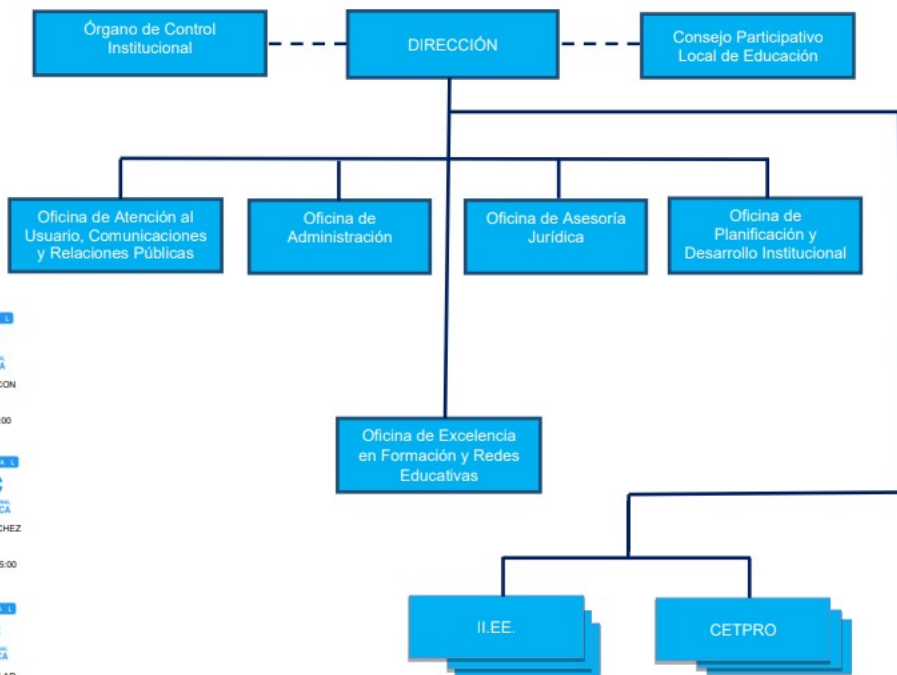 Órgano de Control
Institucional
DIRECCIÓN
Consejo Participativo
Local de Educación
Oficina de Atención al
Usuario, Comunicaciones
y Relaciones Públicas
Oficina de
Administración
Oficina de Asesoría
Jurídica
Oficina de
Planificación y
Desarrollo Institucional
Oficina de Excelencia
en Formación y Redes
Educativas
II.EE.
CETPRO